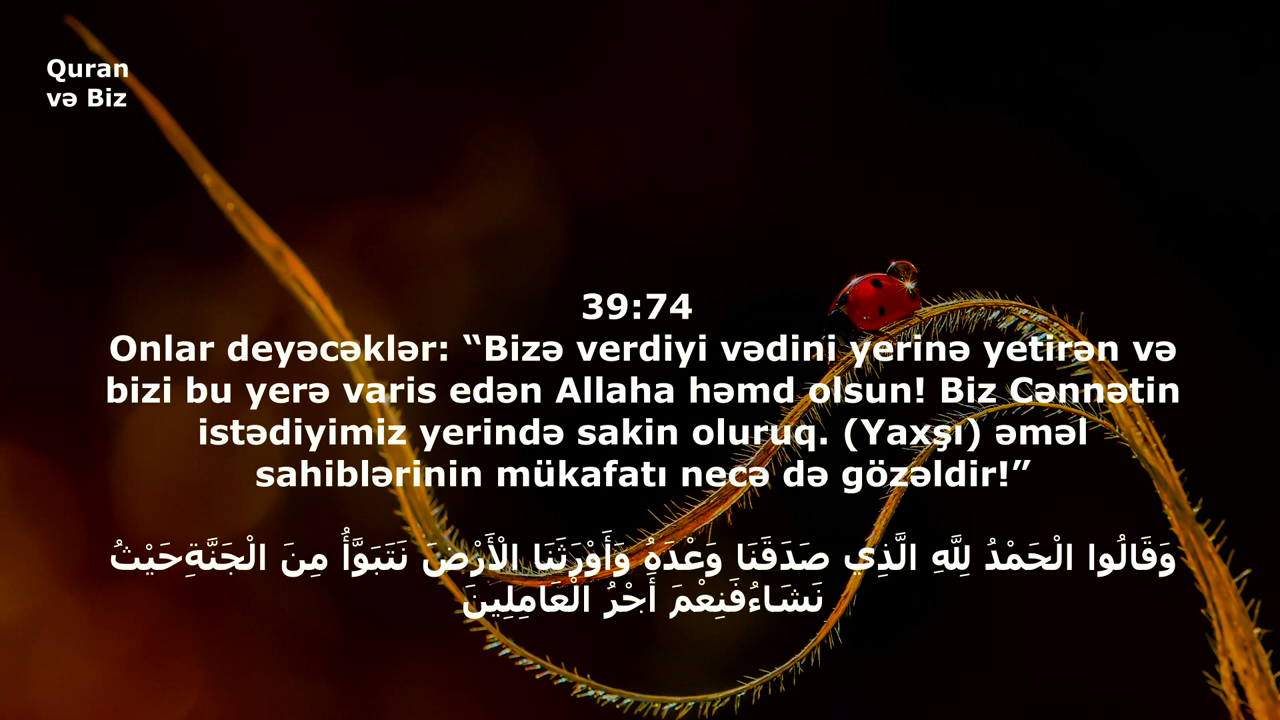 Quran
və Biz
39:74
Onlar deyəcəklər: “Bizə verdiyi vədini yerinə yetirən və
bizi bu yerə varis edən Allaha həmd olsun! Biz Cənnətin
istədiyimiz yerində sakin oluruq. (Yaxşı) əməl
sahiblərinin mükafatı necə də gözəldir!”
وَقَالُوا الْحَمْدُ لِلَّهِ الَّذِي صَدَقَنَا وَعْدَهُ وَأَوْرَثَنَا الْأَرْضَ نَتَبَوَّأُ مِنَ الْجَنَّةِحَيْثُ
نَشَاءُفَنِعْمَ أَجْرُ الْعَامِلِينَ